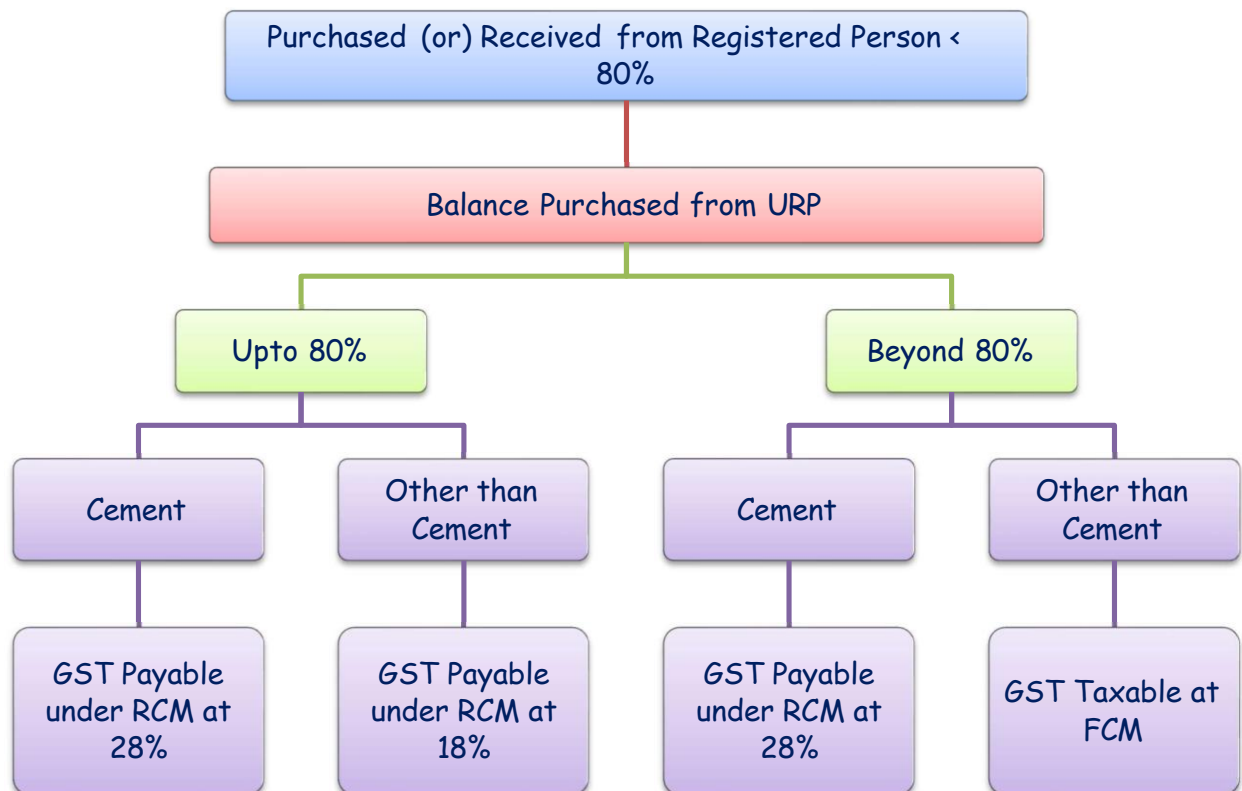 Purchased (or) Received from Registered Person <
80%
Balance Purchased from URP
Upto 80%
Beyond 80%
Cement
Other than
Cement
Cement
Other than
Cement
GST Payable
under RCM at
28%
GST Payable
under RCM at
18%
GST Payable
under RCM at
28%
GST Taxable at
FCM